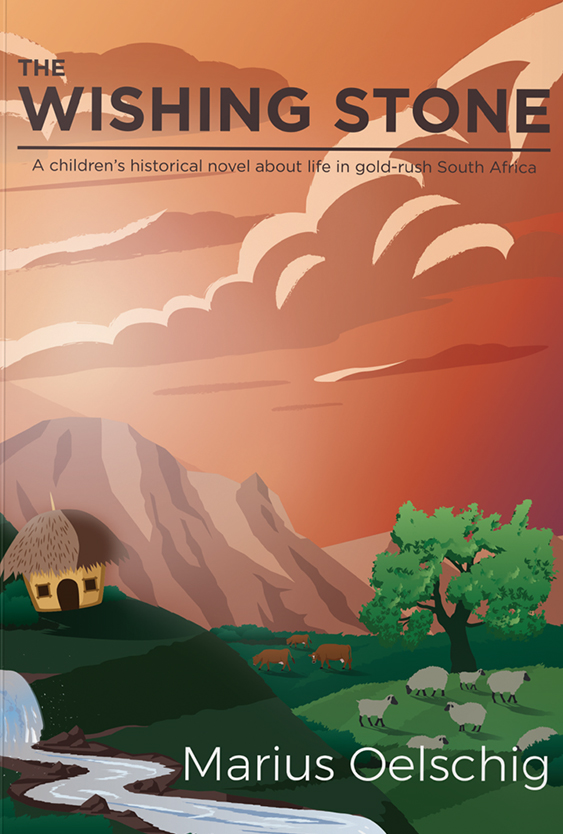 THE
WISHING STONE
A children's historical novel about life in gold-rush South Africa
Marius Oelschig